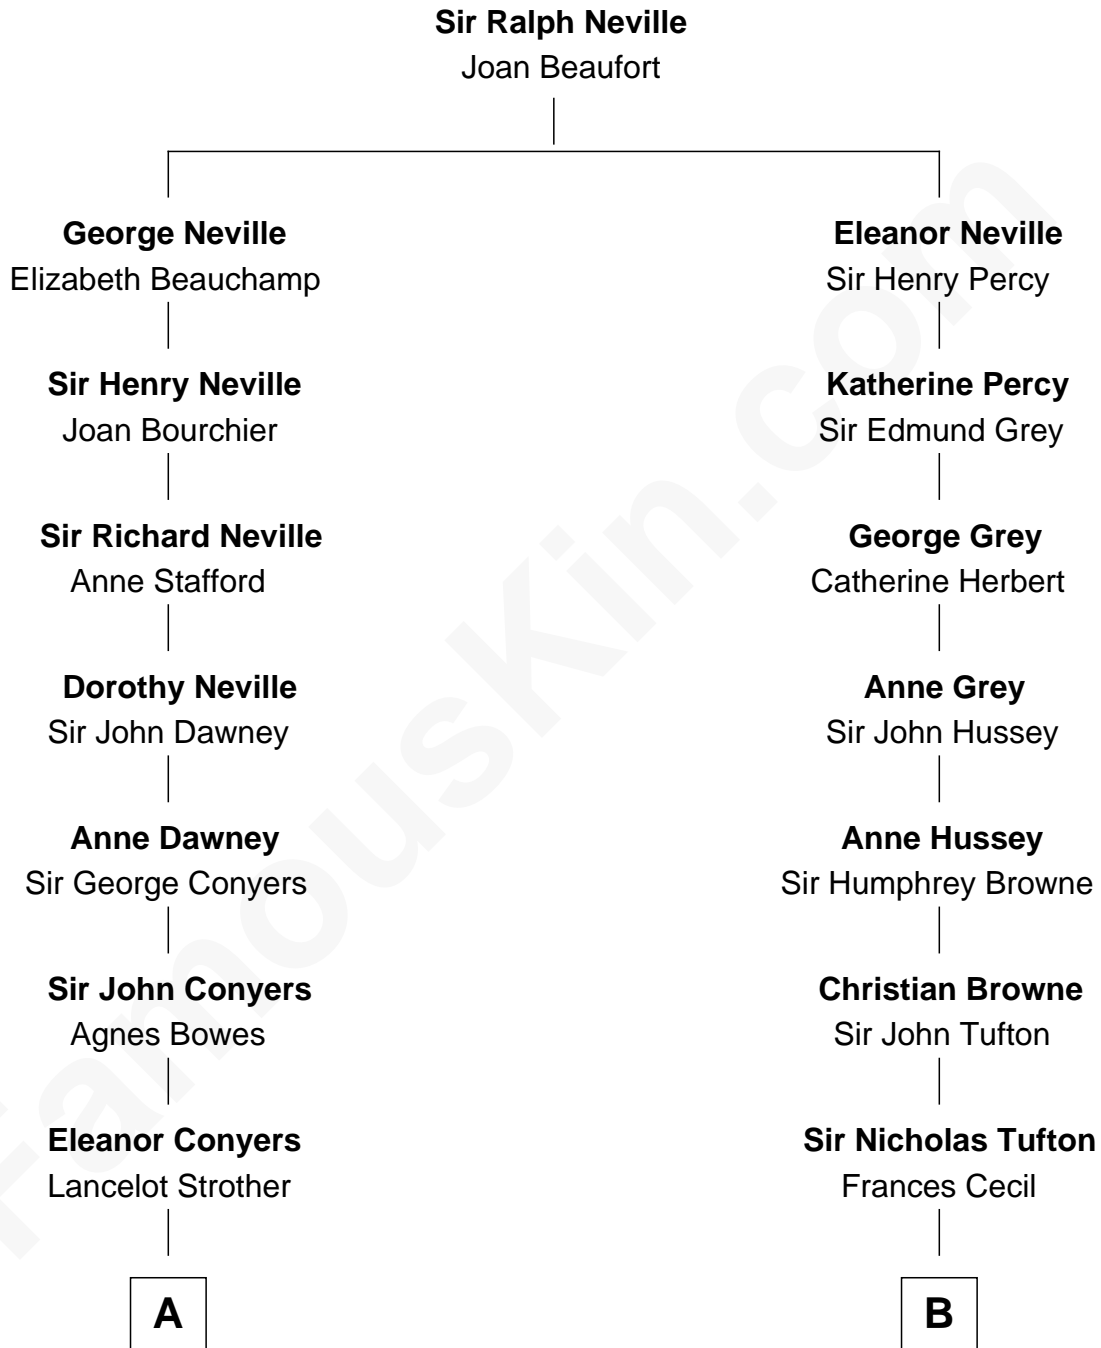 Sir Ralph Neville
Joan Beaufort
George Neville
Elizabeth Beauchamp
Eleanor Neville
Sir Henry Percy
Sir Henry Neville
Joan Bourchier
Katherine Percy
Sir Edmund Grey
Sir Richard Neville
Anne Stafford
George Grey
Catherine Herbert
Dorothy Neville
Sir John Dawney
Anne Grey
Sir John Hussey
Anne Dawney
Sir George Conyers
Anne Hussey
Sir Humphrey Browne
Sir John Conyers
Agnes Bowes
Christian Browne
Sir John Tufton
Eleanor Conyers
Lancelot Strother
Sir Nicholas Tufton
Frances Cecil
A
B
FamousKin.com